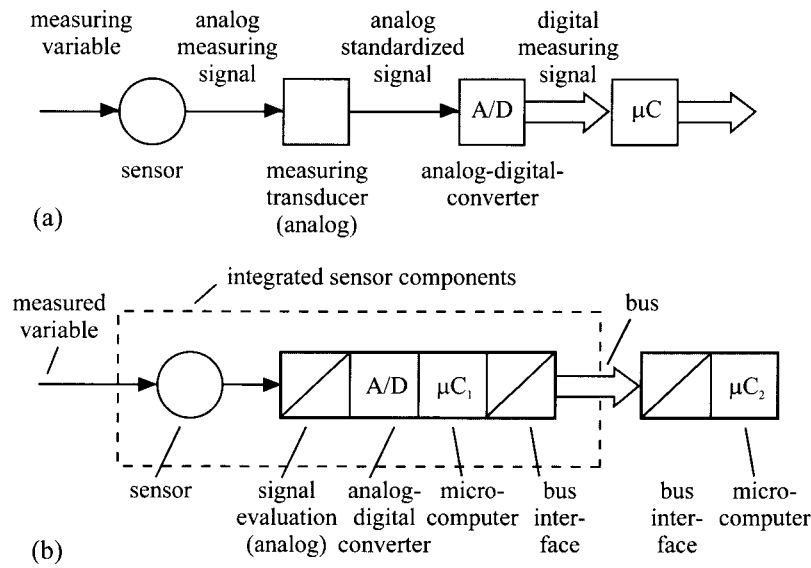 measuring variable
analog measuring signal
analog standardized signal
digital measuring signal
A/D
μC
sensor
measuring transducer (analog)
analog-digital-converter
(a)
integrated sensor components
measured variable
bus
A/D
μC₁
μC₂
sensor
signal evaluation (analog)
analog-digital converter
micro-computer
bus inter-face
bus inter-face
micro-computer
(b)